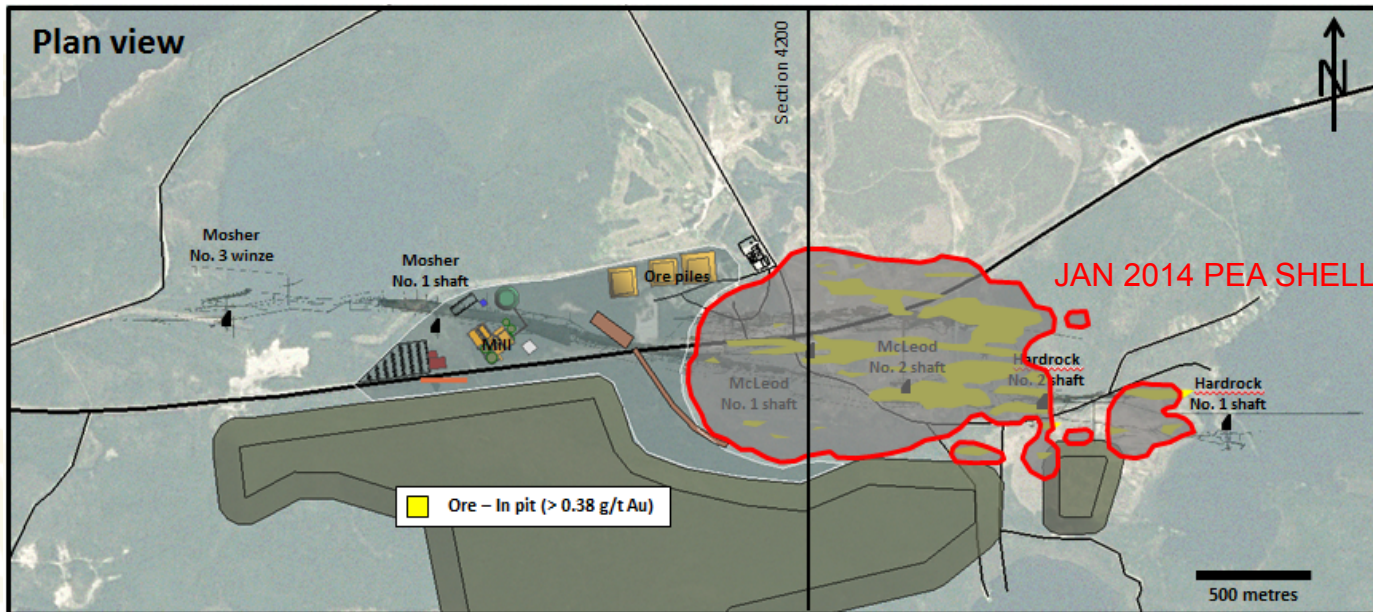 Plan view
Section 4200
N
Mosher
No. 3 winze
Mosher
No. 1 shaft
Ore piles
JAN 2014 PEA SHELL
Mill
McLeod
No. 2 shaft
Hardrock
No. 2 shaft
McLeod
No. 1 shaft
Hardrock
No. 1 shaft
Ore – In pit (> 0.38 g/t Au)
500 metres